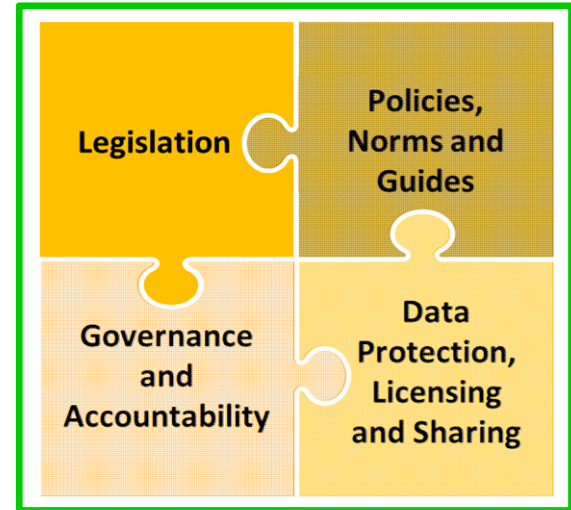 Legislation
Policies,
Norms and
Guides
Governance
and
Accountability
Data
Protection,
Licensing
and Sharing